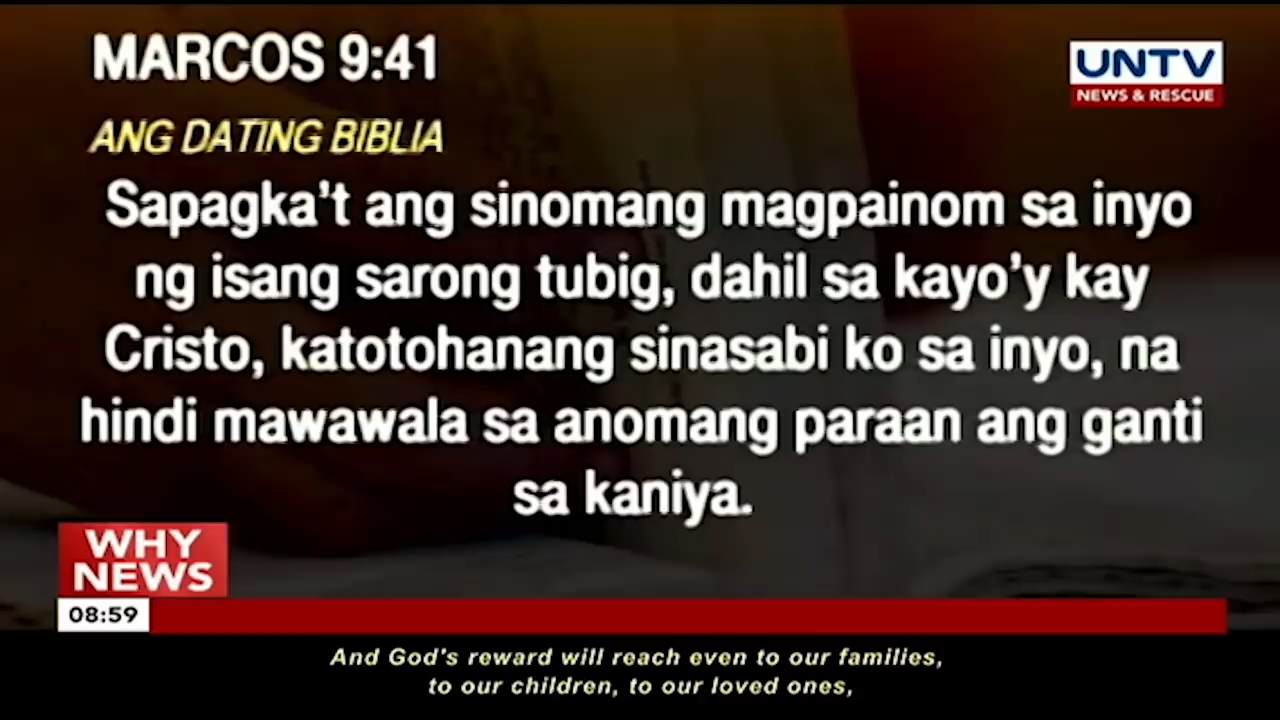 MARCOS 9:41
UNTV
NEWS & RESCUE
ANG DATING BIBLIA
Sapagka't ang sinomang magpainom sa inyo
ng isang sarong tubig, dahil sa kayo'y kay
Cristo, katotohanang sinasabi ko sa inyo, na
hindi mawawala sa anomang paraan ang ganti
sa kaniya.
WHY
NEWS
08:59
And God's reward will reach even to our families,
to our children, to our loved ones,